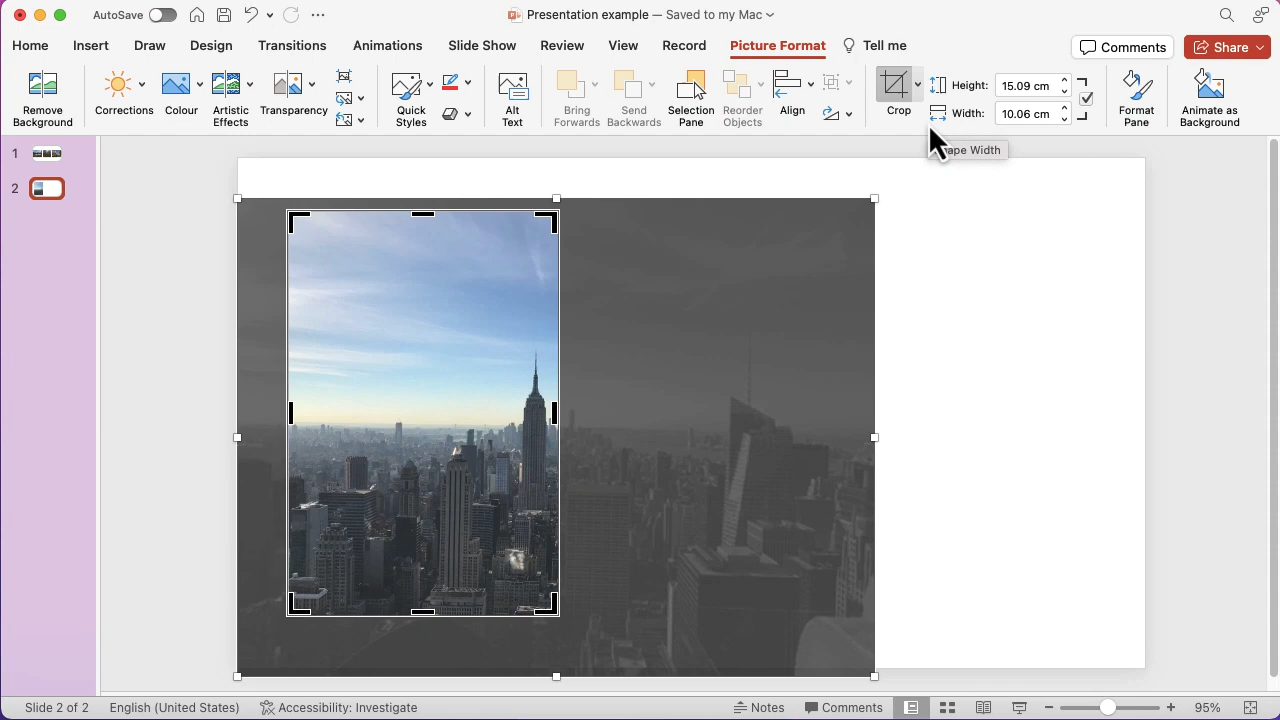 AutoSave
Presentation example — Saved to my Mac
Home Insert Draw Design Transitions Animations Slide Show Review View Record Picture Format Tell me Comments Share
Remove Background
Corrections
Colour
Artistic Effects
Transparency
Quick Styles
Alt Text
Bring Forwards
Send Backwards
Selection Pane
Reorder Objects
Align
Crop
Height: 15.09 cm
Width: 10.06 cm
Format Pane
Animate as Background
ape Width
1
2
Slide 2 of 2 English (United States) Accessibility: Investigate Notes Comments 95%